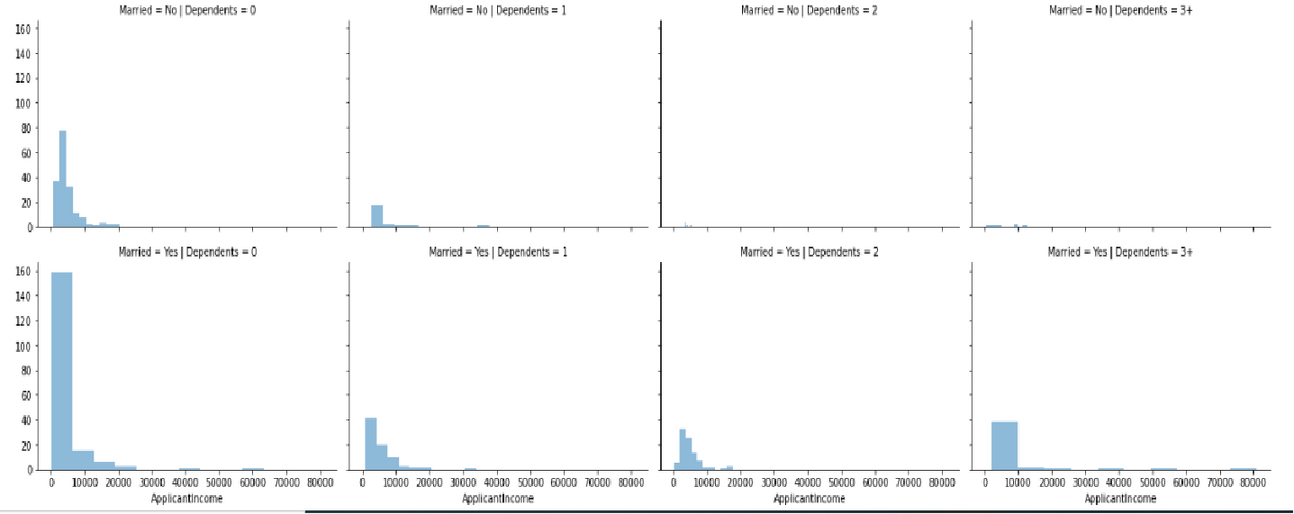 Married = No | Dependents = 0
Married = No | Dependents = 1
Married = No | Dependents = 2
Married = No | Dependents = 3+
160
140
120
100
80
60
40
20
0
Married = Yes | Dependents = 0
Married = Yes | Dependents = 1
Married = Yes | Dependents = 2
Married = Yes | Dependents = 3+
160
140
120
100
80
60
40
20
0
0 10000 20000 30000 40000 50000 60000 70000 80000
0 10000 20000 30000 40000 50000 60000 70000 80000
0 10000 20000 30000 40000 50000 60000 70000 80000
0 10000 20000 30000 40000 50000 60000 70000 80000
ApplicantIncome
ApplicantIncome
ApplicantIncome
ApplicantIncome